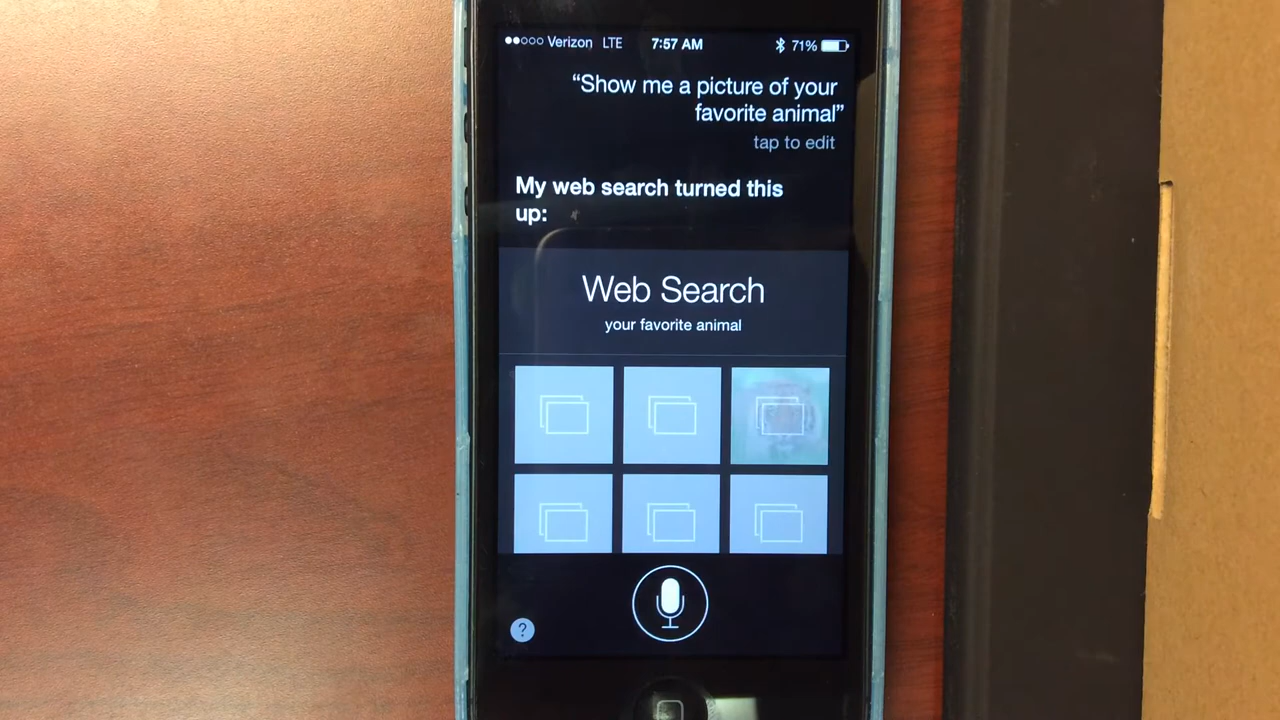 Verizon LTE 7:57 AM 71%
“Show me a picture of your
favorite animal”
tap to edit
My web search turned this
up:
Web Search
your favorite animal
?